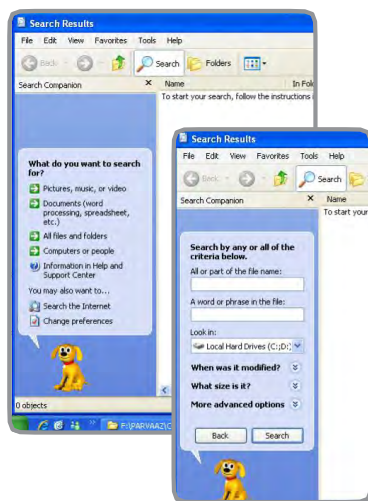 Search Results
File Edit View Favorites Tools Help
Back Search Folders
Search Companion Name In Fol
To start your search, follow the instructions
What do you want to search
for?
Pictures, music, or video
Documents (word
processing, spreadsheet,
etc.)
All files and folders
Computers or people
Information in Help and
Support Center
You may also want to...
Search the Internet
Change preferences
0 objects
F:\PARVAAZ\C
Search Results
File Edit View Favorites Tools Help
Back Search
Search Companion Name
To start your
Search by any or all of the
criteria below.
All or part of the file name:
A word or phrase in the file:
Look in:
Local Hard Drives (C:;D:)
When was it modified?
What size is it?
More advanced options
Back Search